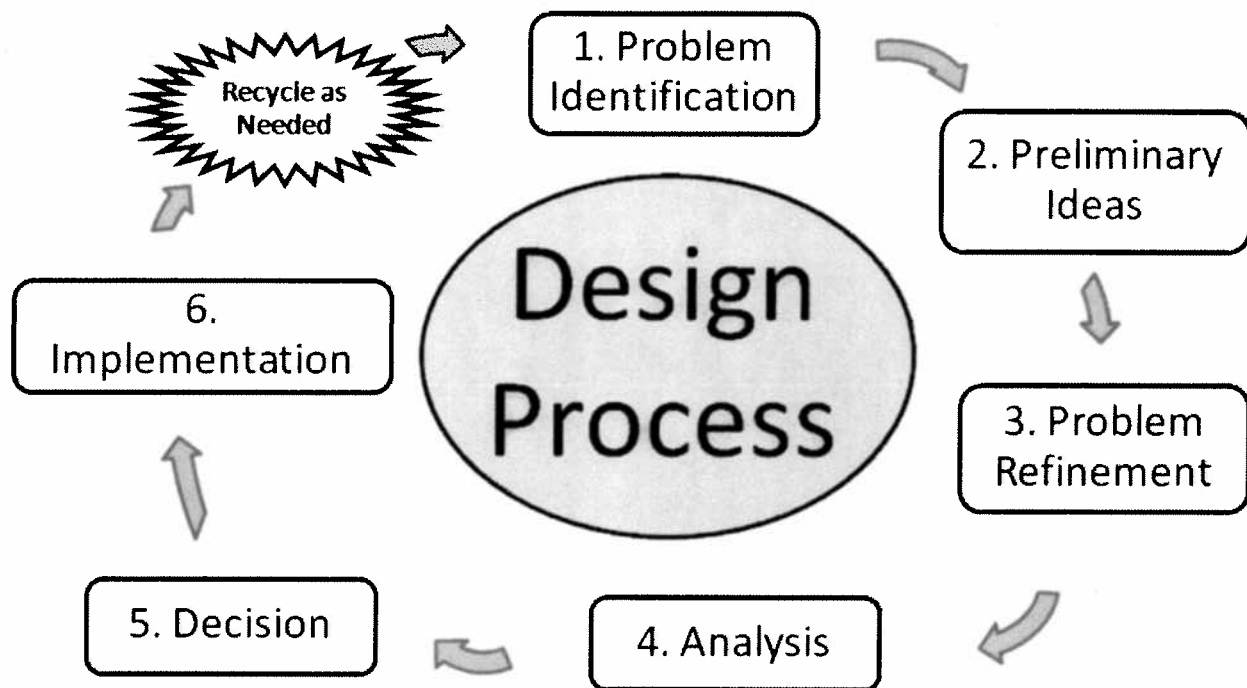 1. Problem
Identification
2. Preliminary
Ideas
3. Problem
Refinement
4. Analysis
5. Decision
6.
Implementation
Recycle as
Needed
Design
Process